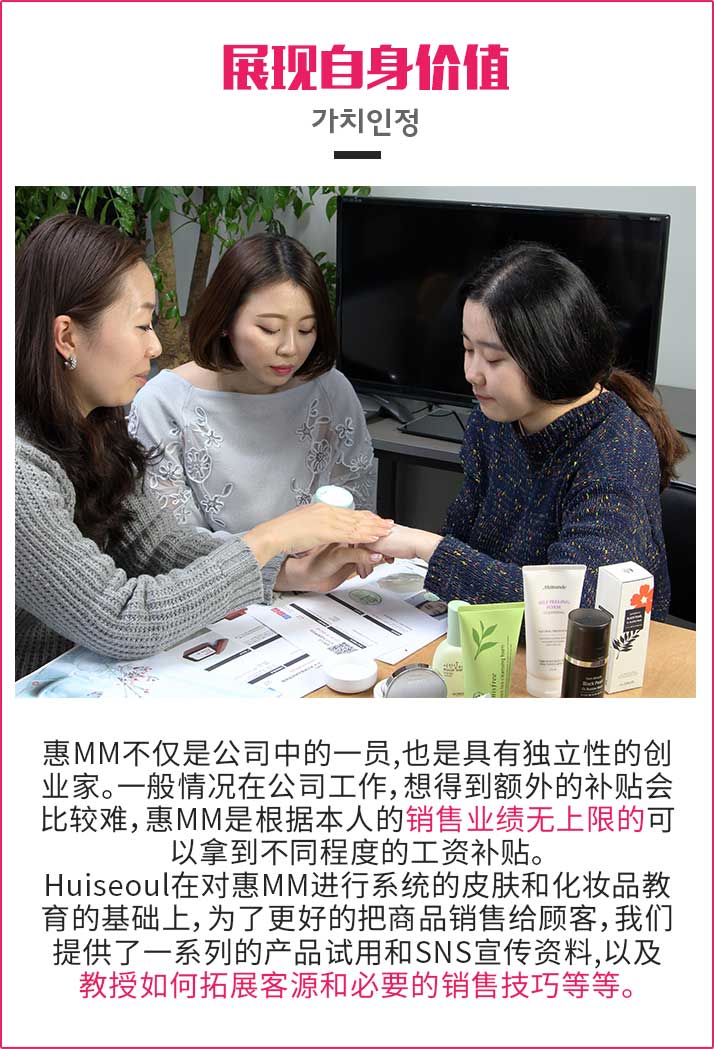 展现自身价值
가치인정
Mamonde
innisfree
Black
惠MM不仅是公司中的一员,也是具有独立性的创
业家。一般情况在公司工作，想得到额外的补贴会
比较难，惠MM是根据本人的销售业绩无上限的可
以拿到不同程度的工资补贴。
Huiseoul在对惠MM进行系统的皮肤和化妆品教
育的基础上，为了更好的把商品销售给顾客，我们
提供了一系列的产品试用和SNS宣传资料,以及
教授如何拓展客源和必要的销售技巧等等。